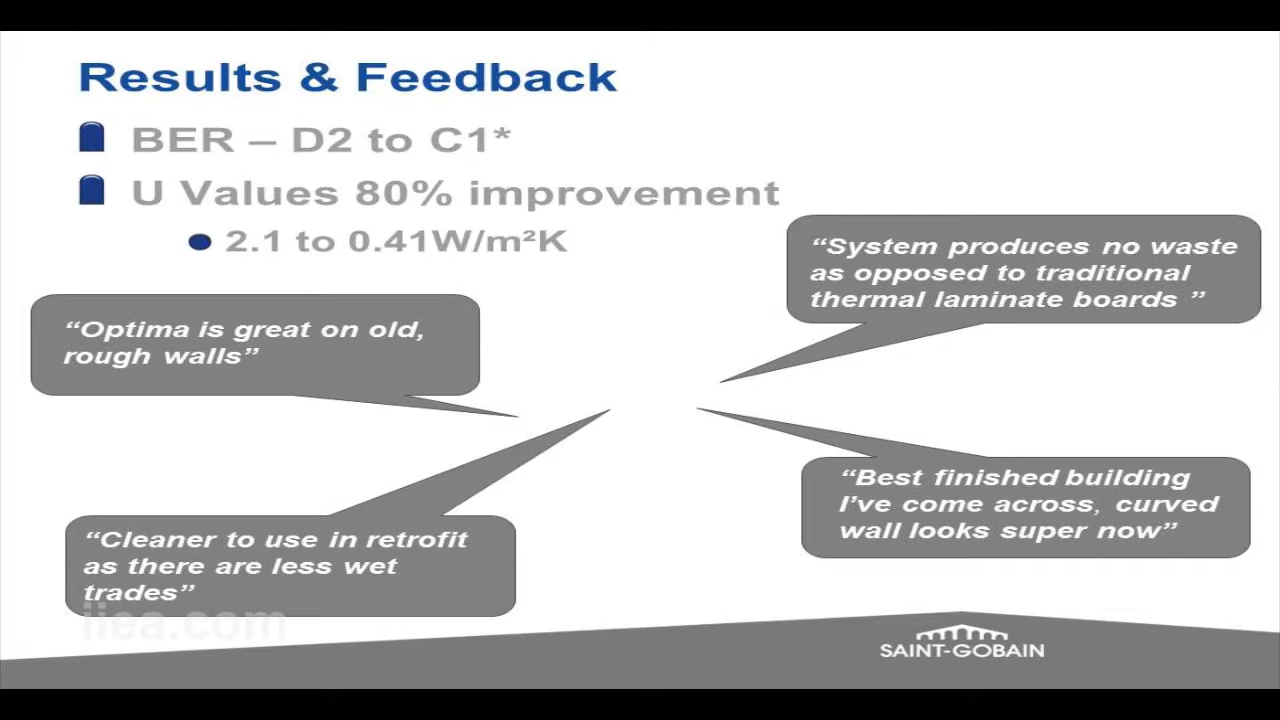 Results & Feedback
BER – D2 to C1*
U Values 80% improvement
2.1 to 0.41W/m²K
“System produces no waste
as opposed to traditional
thermal laminate boards ”
“Optima is great on old,
rough walls”
“Best finished building
I’ve come across, curved
wall looks super now”
“Cleaner to use in retrofit
as there are less wet
trades”
iiea.com
SAINT-GOBAIN